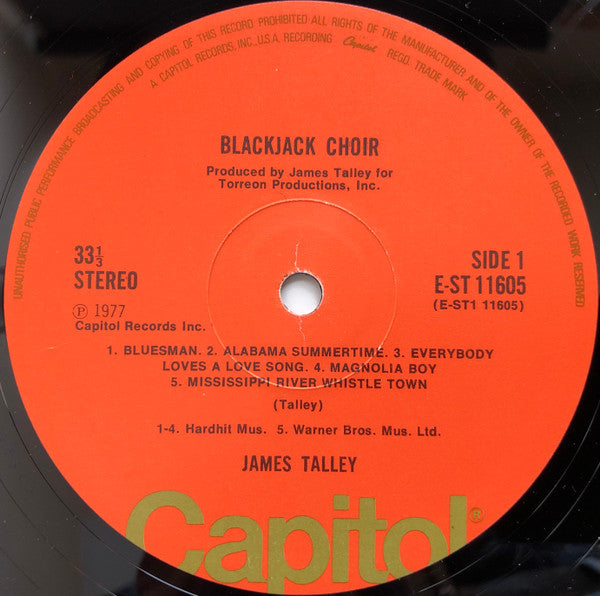 UNAUTHORISED PUBLIC PERFORMANCE BROADCASTING AND COPYING OF THIS RECORD PROHIBITED·ALL RIGHTS OF THE MANUFACTURER AND OF THE OWNER OF THE RECORDED WORK RESERVED
A CAPITOL RECORDS, INC., U.S.A. RECORDING Capitol REGD. TRADE MARK
BLACKJACK CHOIR
Produced by James Talley for
Torreon Productions, Inc.
33⅓
STEREO
Ⓟ 1977
Capitol Records Inc.
SIDE 1
E-ST 11605
(E-ST1 11605)
1. BLUESMAN. 2. ALABAMA SUMMERTIME. 3. EVERYBODY
LOVES A LOVE SONG. 4. MAGNOLIA BOY
5. MISSISSIPPI RIVER WHISTLE TOWN
(Talley)
1-4. Hardhit Mus. 5. Warner Bros. Mus. Ltd.
JAMES TALLEY
Capitol®